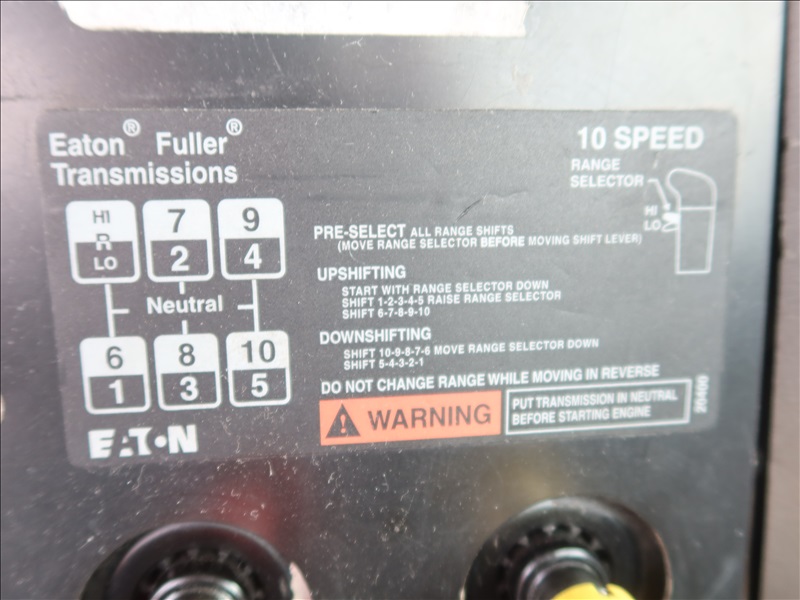 Eaton® Fuller®
Transmissions
10 SPEED
RANGE
SELECTOR
HI
LO
HI
R
LO
7
2
9
4
Neutral
6
1
8
3
10
5
EATON
PRE-SELECT ALL RANGE SHIFTS
(MOVE RANGE SELECTOR BEFORE MOVING SHIFT LEVER)
UPSHIFTING
START WITH RANGE SELECTOR DOWN
SHIFT 1-2-3-4-5 RAISE RANGE SELECTOR
SHIFT 6-7-8-9-10
DOWNSHIFTING
SHIFT 10-9-8-7-6 MOVE RANGE SELECTOR DOWN
SHIFT 5-4-3-2-1
DO NOT CHANGE RANGE WHILE MOVING IN REVERSE
WARNING
PUT TRANSMISSION IN NEUTRAL
BEFORE STARTING ENGINE